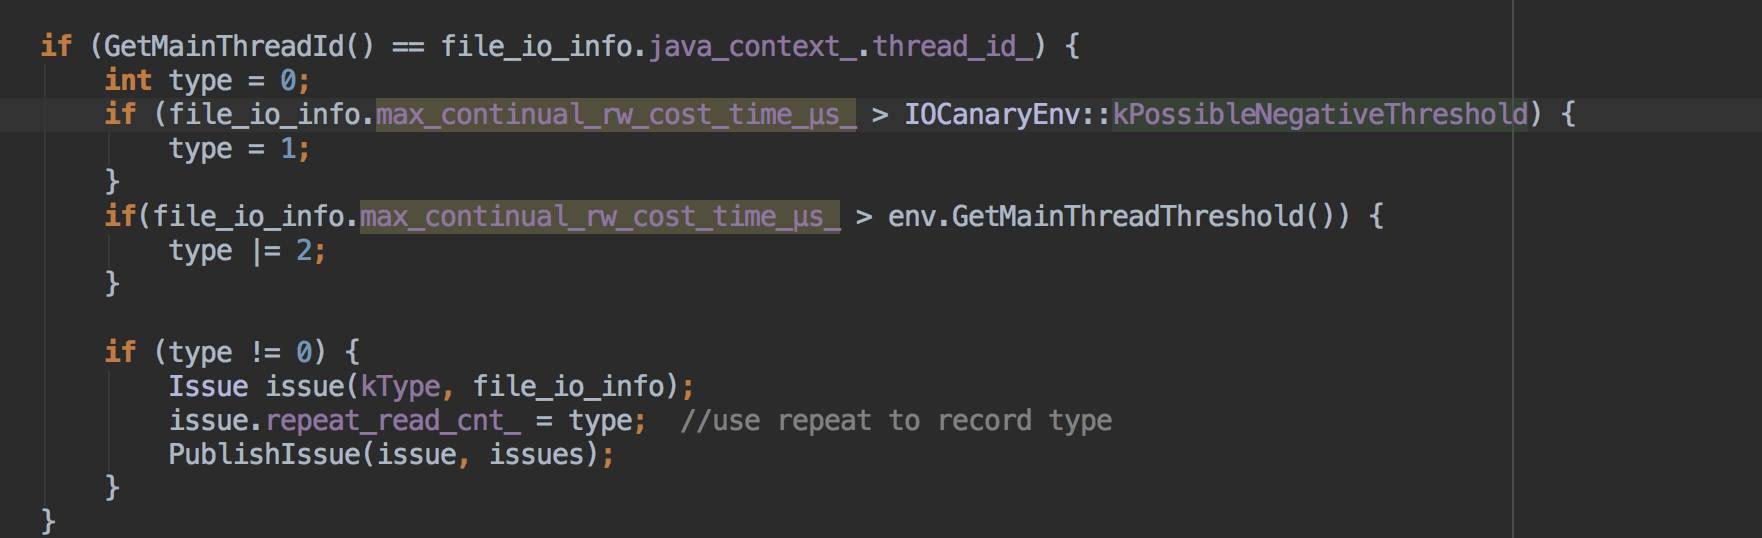 if (GetMainThreadId() == file_io_info.java_context_.thread_id_) {
int type = 0;
if (file_io_info.max_continual_rw_cost_time_μs_ > IOCanaryEnv::kPossibleNegativeThreshold) {
type = 1;
}
if(file_io_info.max_continual_rw_cost_time_μs_ > env.GetMainThreadThreshold()) {
type |= 2;
}
if (type != 0) {
Issue issue(kType, file_io_info);
issue.repeat_read_cnt_ = type;  //use repeat to record type
PublishIssue(issue, issues);
}
}